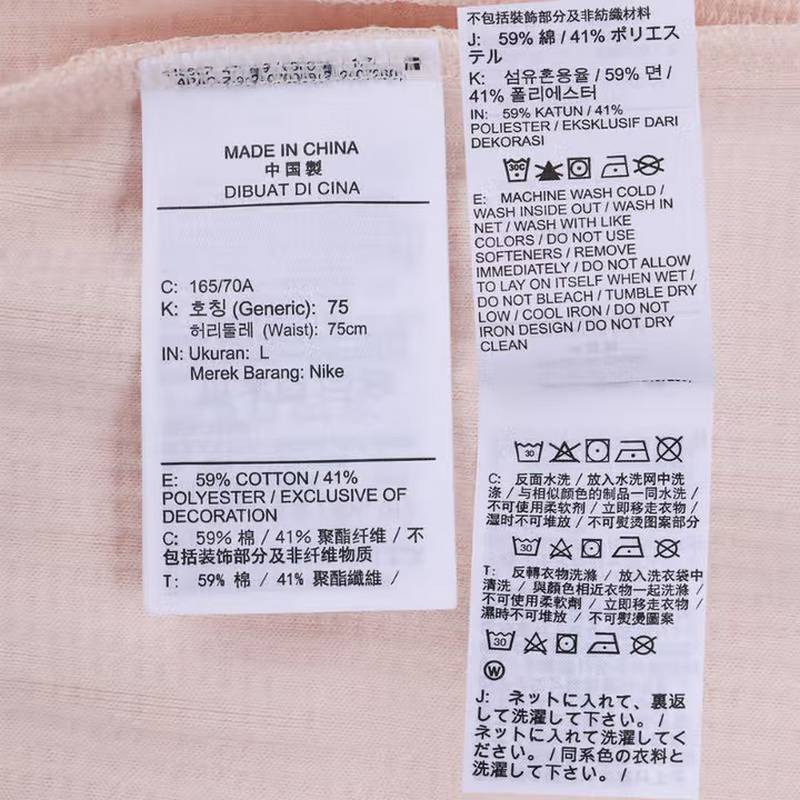 MADE IN CHINA
中国製
DIBUAT DI CINA
C: 165/70A
K: 호칭 (Generic): 75
허리둘레 (Waist): 75cm
IN: Ukuran: L
Merek Barang: Nike
E: 59% COTTON / 41%
POLYESTER / EXCLUSIVE OF
DECORATION
C: 59% 棉 / 41% 聚酯纤维 / 不
包括装饰部分及非纤维物质
T: 59% 棉 / 41% 聚酯纖維 /
不包括裝飾部分及非紡織材料
J: 59% 綿 / 41% ポリエス
テル
K: 섬유혼용율 / 59% 면 /
41% 폴리에스터
IN: 59% KATUN / 41%
POLIESTER / EKSKLUSIF DARI
DEKORASI
30C
E: MACHINE WASH COLD /
WASH INSIDE OUT / WASH IN
NET / WASH WITH LIKE
COLORS / DO NOT USE
SOFTENERS / REMOVE
IMMEDIATELY / DO NOT ALLOW
TO LAY ON ITSELF WHEN WET /
DO NOT BLEACH / TUMBLE DRY
LOW / COOL IRON / DO NOT
IRON DESIGN / DO NOT DRY
CLEAN
30
C: 反面水洗 / 放入水洗网中洗
涤 / 与相似颜色的制品一同水洗 /
不可使用柔软剂 / 立即移走衣物 /
湿时不可堆放 / 不可熨烫图案部分
30
T: 反轉衣物洗滌 / 放入洗衣袋中
清洗 / 與顏色相近衣物一起洗滌 /
不可使用柔軟劑 / 立即移走衣物 /
濕時不可堆放 / 不可熨燙圖案
30
W
J: ネットに入れて、裏返
して洗濯して下さい。 /
ネットに入れて洗濯してく
ださい。 / 同系色の衣料と
洗濯して下さい。 /